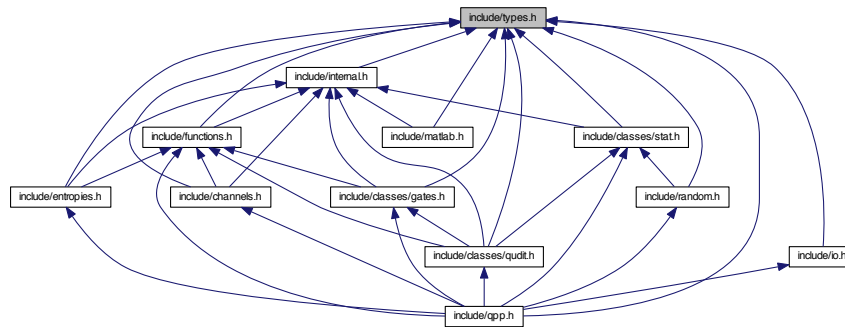 include/types.h
include/internal.h
include/functions.h
include/matlab.h
include/classes/stat.h
include/entropies.h
include/channels.h
include/classes/gates.h
include/random.h
include/classes/qudit.h
include/io.h
include/qpp.h